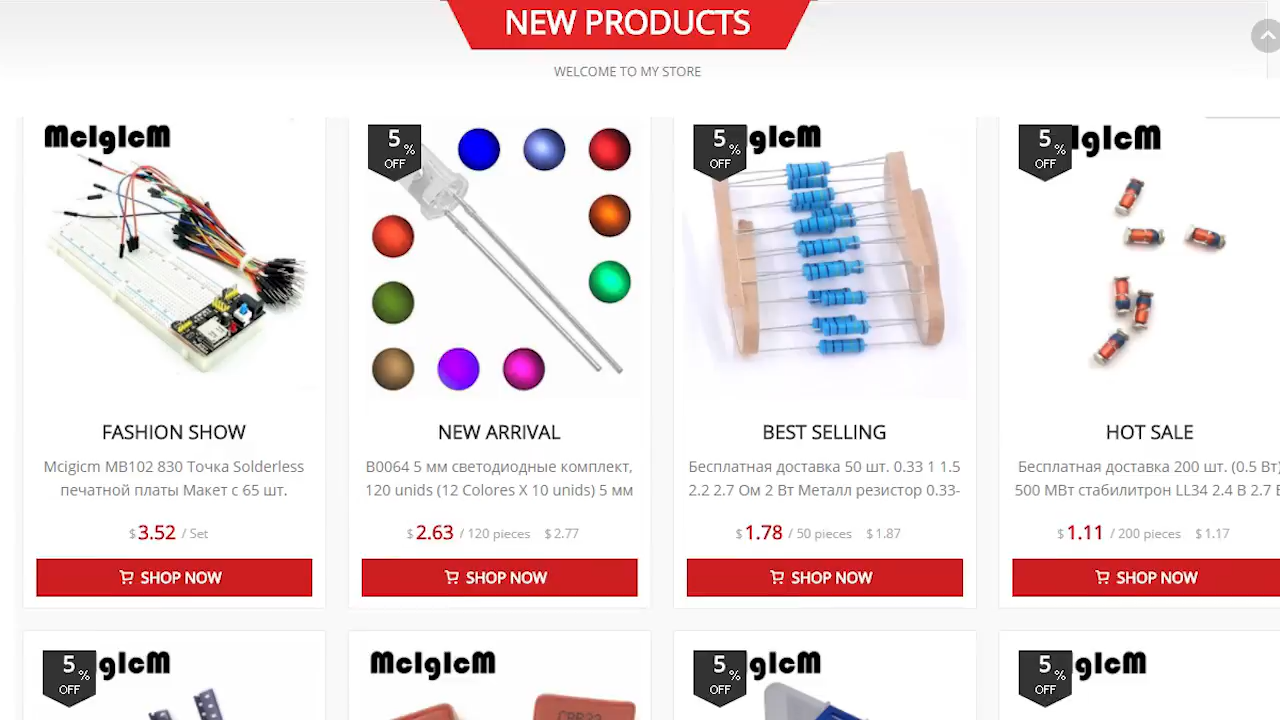 NEW PRODUCTS
WELCOME TO MY STORE
McIgIcM
5 % OFF
5 % OFF
gIcM
5 % OFF
IgIcM
FASHION SHOW
Mcigicm MB102 830 Точка Solderless
печатной платы Макет с 65 шт.
$ 3.52 / Set
SHOP NOW
NEW ARRIVAL
B0064 5 мм светодиодные комплект,
120 unids (12 Colores X 10 unids) 5 мм
$ 2.63 / 120 pieces $ 2.77
SHOP NOW
BEST SELLING
Бесплатная доставка 50 шт. 0.33 1 1.5
2.2 2.7 Ом 2 Вт Металл резистор 0.33-
$ 1.78 / 50 pieces $ 1.87
SHOP NOW
HOT SALE
Бесплатная доставка 200 шт. (0.5 Вт)
500 МВт стабилитрон LL34 2.4 В 2.7 В
$ 1.11 / 200 pieces $ 1.17
SHOP NOW
5 % OFF
gIcM
McIgIcM
5 % OFF
gIcM
5 % OFF
gIcM